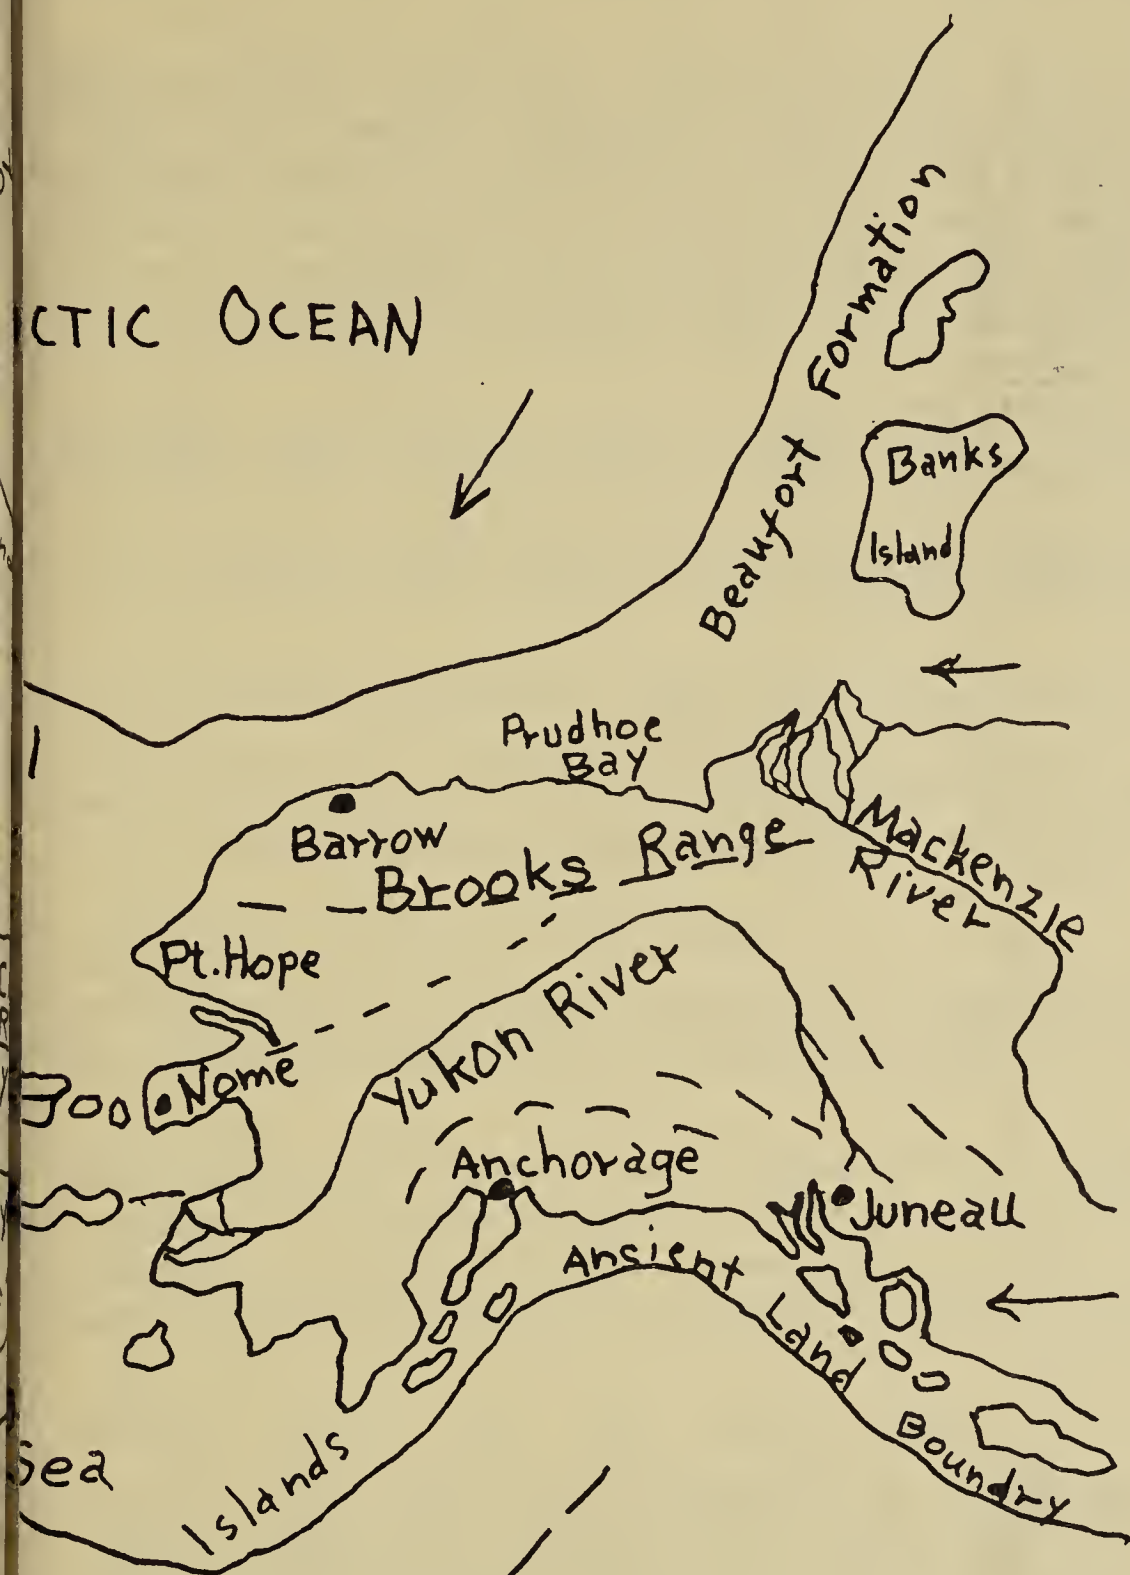 CTIC OCEAN
Beaufort Formation
Banks
Island
Prudhoe
Bay
Barrow
Brooks Range
Mackenzie
River
Pt. Hope
Yukon River
Nome
Anchorage
Juneau
Ansient Land Boundry
Sea
Islands